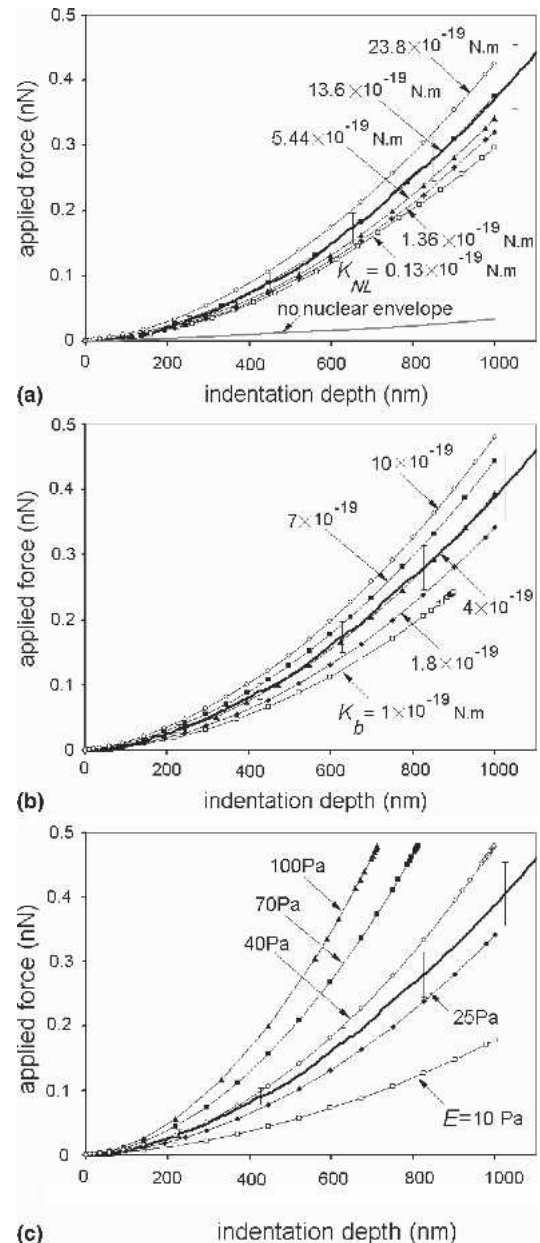 0.5
0.4
0.3
0.2
0.1
0
applied force (nN)
23.8×10-19 N.m
13.6×10-19 N.m
5.44×10-19 N.m
1.36×10-19 N.m
KNL = 0.13×10-19 N.m
no nuclear envelope
0 200 400 600 800 1000
(a) indentation depth (nm)
0.5
0.4
0.3
0.2
0.1
0
applied force (nN)
10×10-19
7×10-19
4×10-19
1.8×10-19
Kb = 1×10-19 N.m
0 200 400 600 800 1000
(b) indentation depth (nm)
0.5
0.4
0.3
0.2
0.1
0
applied force (nN)
100Pa
70Pa
40Pa
25Pa
E=10 Pa
0 200 400 600 800 1000
(c) indentation depth (nm)